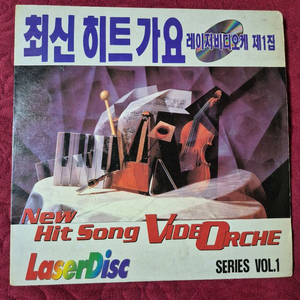 최신 히트 가요
레이저비디오케 제1집
New
Hit Song VIDEORCHE
LaserDisc
SERIES VOL.1